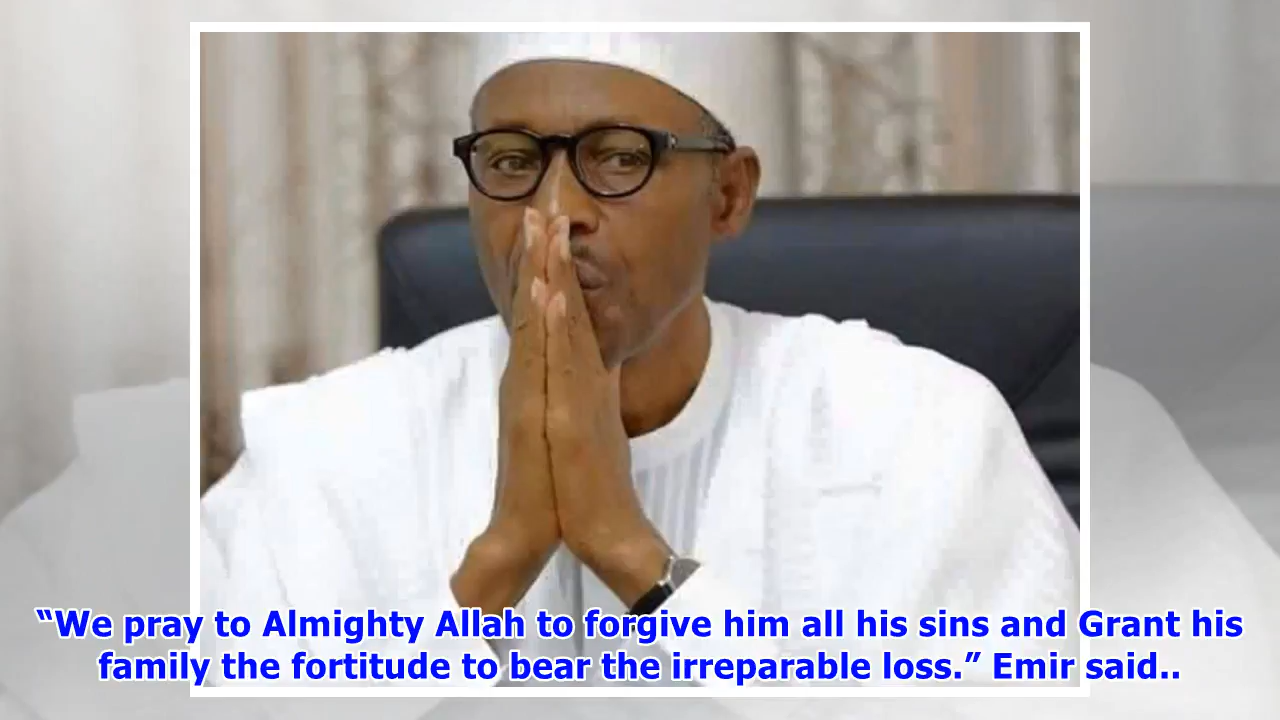 “We pray to Almighty Allah to forgive him all his sins and Grant his
family the fortitude to bear the irreparable loss.” Emir said..